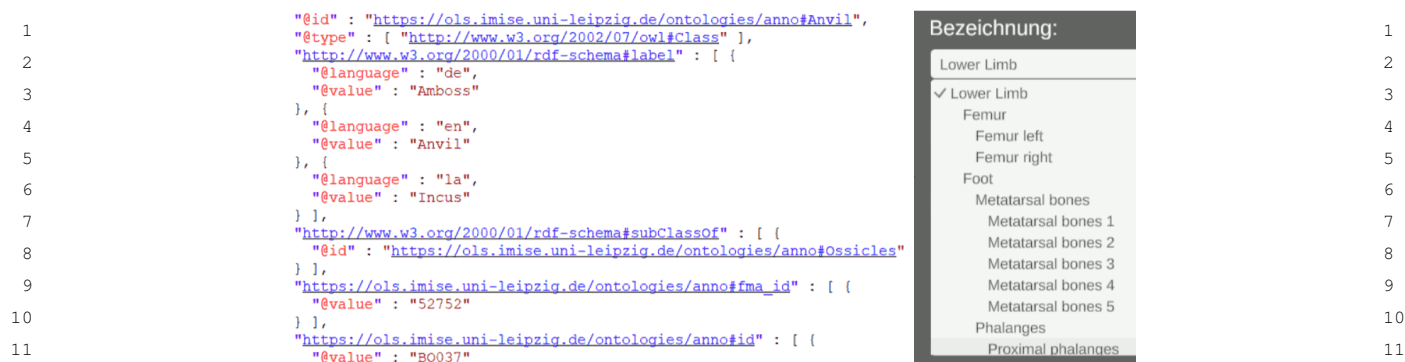 "@id" : "https://ols.imise.uni-leipzig.de/ontologies/anno#Anvil",
"@type" : [ "http://www.w3.org/2002/07/owl#Class" ],
"http://www.w3.org/2000/01/rdf-schema#label" : [ {
"@language" : "de",
"@value" : "Amboss"
}, {
"@language" : "en",
"@value" : "Anvil"
}, {
"@language" : "la",
"@value" : "Incus"
} ],
"http://www.w3.org/2000/01/rdf-schema#subClassOf" : [ {
"@id" : "https://ols.imise.uni-leipzig.de/ontologies/anno#Ossicles"
} ],
"https://ols.imise.uni-leipzig.de/ontologies/anno#fma_id" : [ {
"@value" : "52752"
} ],
"https://ols.imise.uni-leipzig.de/ontologies/anno#id" : [ {
"@value" : "BO037"
Bezeichnung:
Lower Limb
✓ Lower Limb
Femur
Femur left
Femur right
Foot
Metatarsal bones
Metatarsal bones 1
Metatarsal bones 2
Metatarsal bones 3
Metatarsal bones 4
Metatarsal bones 5
Phalanges
Proximal phalanges
1
2
3
4
5
6
7
8
9
10
11
1
2
3
4
5
6
7
8
9
10
11